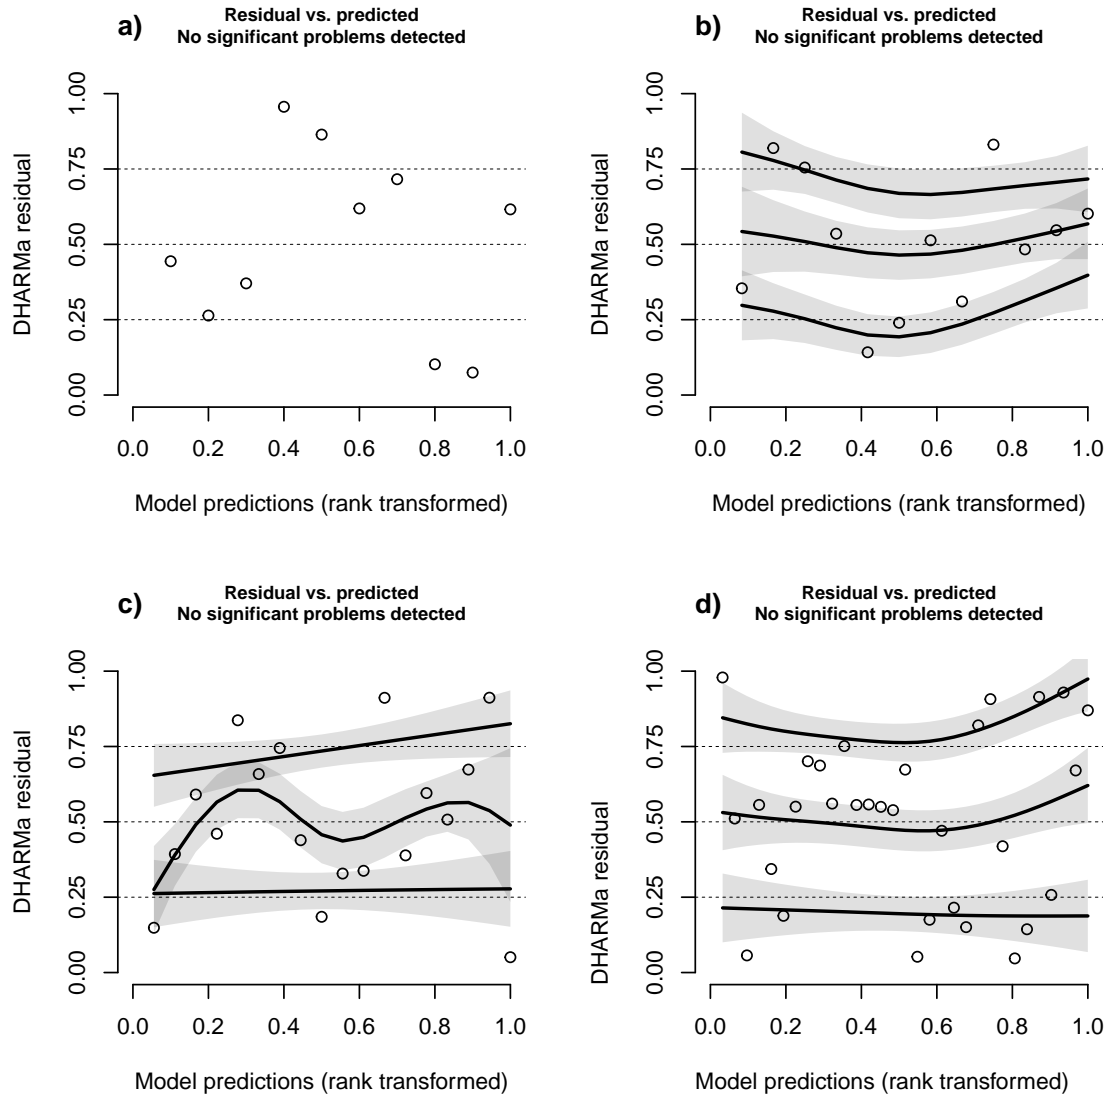 a)
Residual vs. predicted
No significant problems detected
DHARMa residual
1.00
0.75
0.50
0.25
0.00
0.0 0.2 0.4 0.6 0.8 1.0
Model predictions (rank transformed)
b)
Residual vs. predicted
No significant problems detected
DHARMa residual
1.00
0.75
0.50
0.25
0.00
0.0 0.2 0.4 0.6 0.8 1.0
Model predictions (rank transformed)
c)
Residual vs. predicted
No significant problems detected
DHARMa residual
1.00
0.75
0.50
0.25
0.00
0.0 0.2 0.4 0.6 0.8 1.0
Model predictions (rank transformed)
d)
Residual vs. predicted
No significant problems detected
DHARMa residual
1.00
0.75
0.50
0.25
0.00
0.0 0.2 0.4 0.6 0.8 1.0
Model predictions (rank transformed)